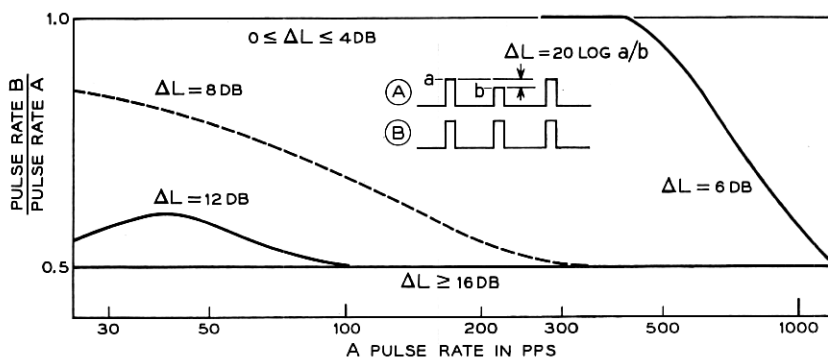 1.0
0 ≤ ΔL ≤ 4 DB
ΔL = 20 LOG a/b
a
b
A
B
ΔL = 8 DB
ΔL = 12 DB
ΔL = 6 DB
0.5
ΔL ≥ 16 DB
PULSE RATE B
PULSE RATE A
30 50 100 200 300 500 1000
A PULSE RATE IN PPS